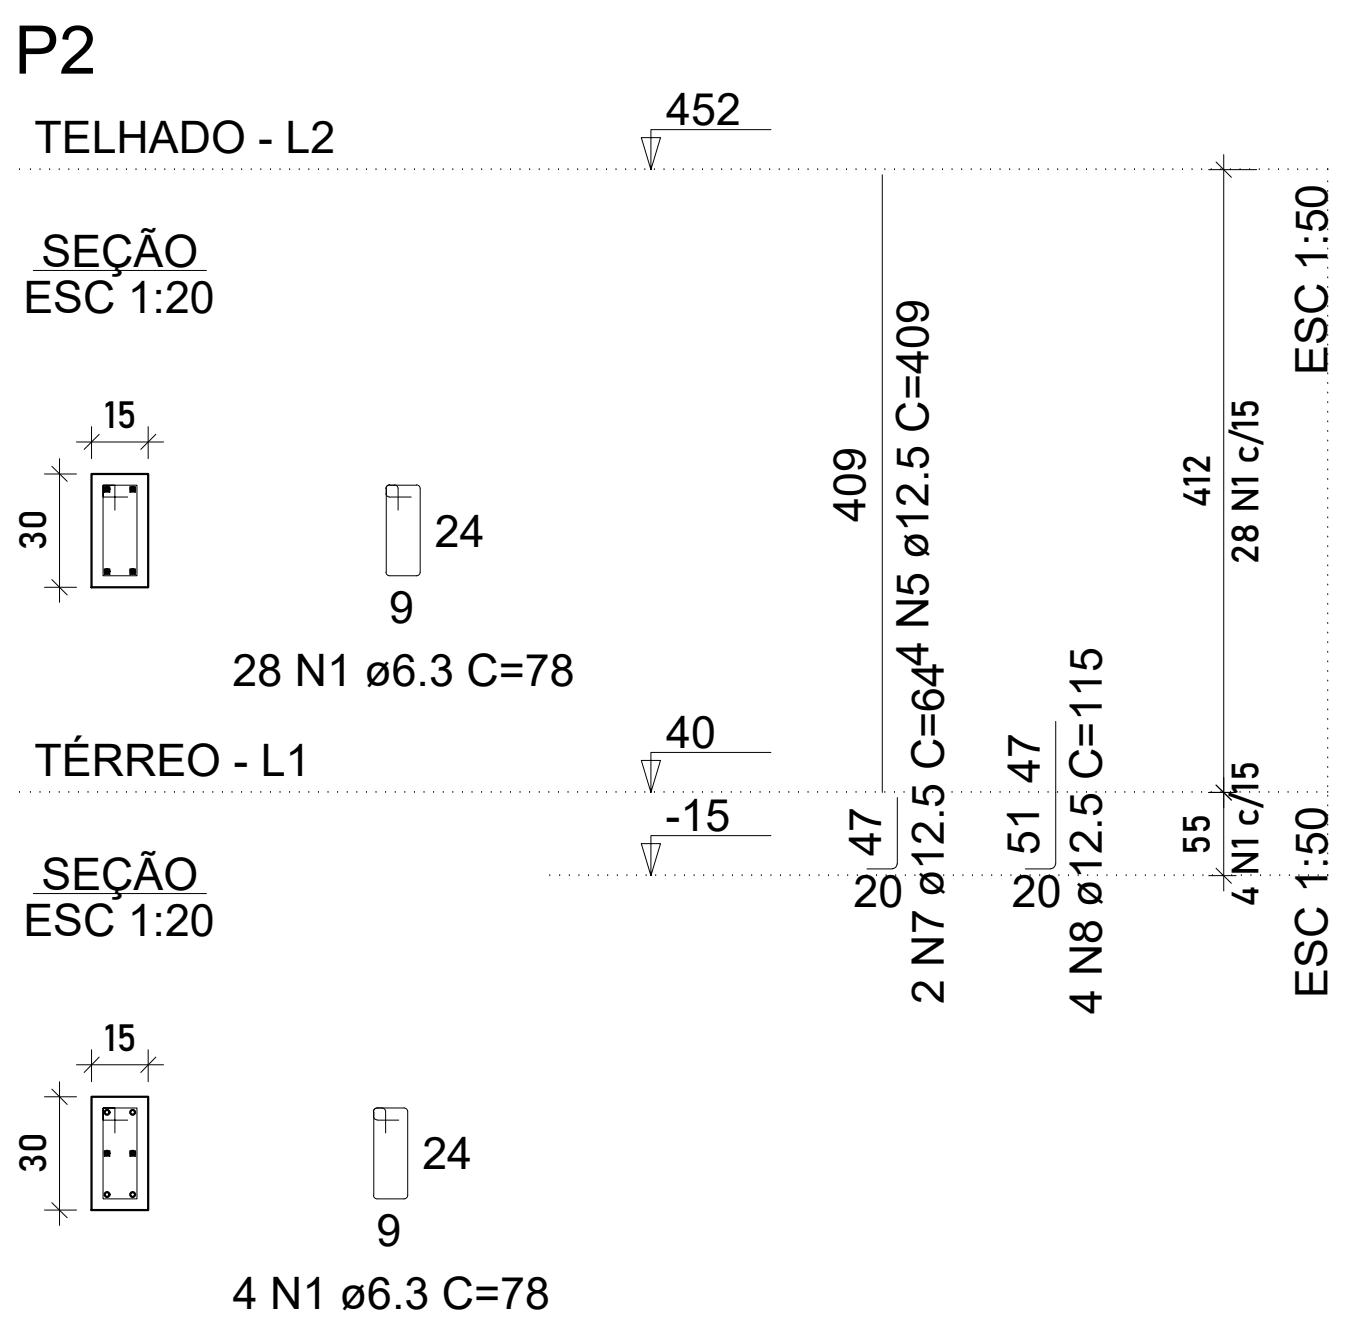 P2
TELHADO - L2
452
SEÇÃO
ESC 1:20
15
30
24
9
28 N1 ø6.3 C=78
409
4 N5 ø12.5 C=409
412
28 N1 c/15
ESC 1:50
TÉRREO - L1
40
-15
SEÇÃO
ESC 1:20
47
20
2 N7 ø12.5 C=64
51 47
20
4 N8 ø12.5 C=115
55
4 N1 c/15
ESC 1:50
15
30
24
9
4 N1 ø6.3 C=78